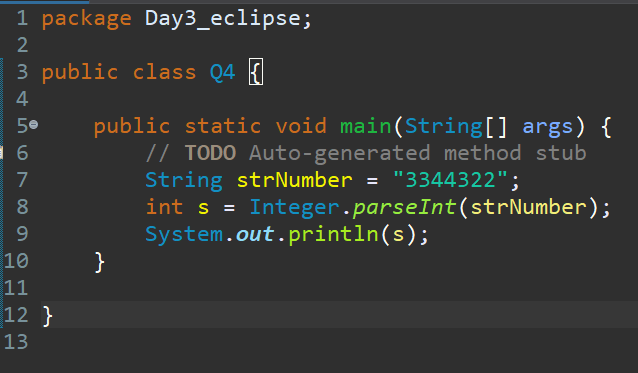 1 package Day3_eclipse;
2
3 public class Q4 {
4
5 public static void main(String[] args) {
6 // TODO Auto-generated method stub
7 String strNumber = "3344322";
8 int s = Integer.parseInt(strNumber);
9 System.out.println(s);
10 }
11
12 }
13